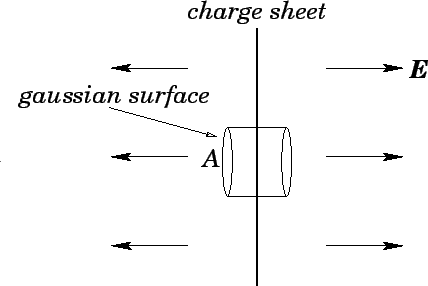 charge sheet
E
gaussian surface
A